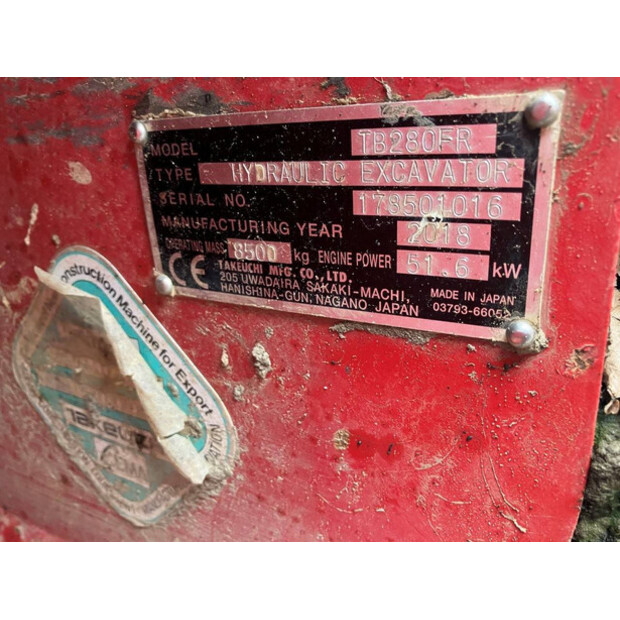 MODEL TB280FR
TYPE HYDRAULIC EXCAVATOR
SERIAL NO. 178501016
MANUFACTURING YEAR 2018
OPERATING MASS 8500 kg ENGINE POWER 51.6 kW
CE TAKEUCHI MFG. CO., LTD.
205 UWADAIRA SAKAKI-MACHI,
HANISHINA-GUN, NAGANO JAPAN
MADE IN JAPAN
03793-66052
onstruction Machine for Export